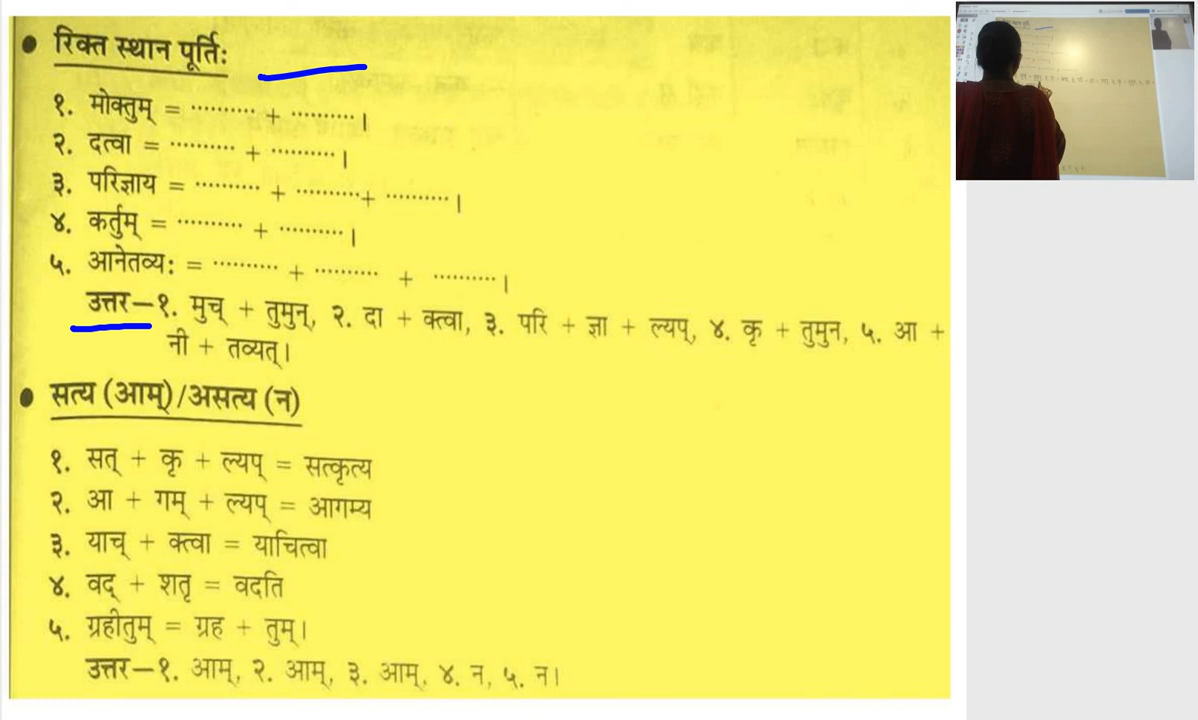 • रिक्त स्थान पूर्ति:
१. मोक्तुम् = ·········· + ··········।
२. दत्वा = ·········· + ··········।
३. परिज्ञाय = ·········· + ··········+ ··········।
४. कर्तुम् = ·········· + ··········।
५. आनेतव्य: = ·········· + ·········· + ··········।
उत्तर—१. मुच् + तुमुन्, २. दा + क्त्वा, ३. परि + ज्ञा + ल्यप्, ४. कृ + तुमुन, ५. आ +
नी + तव्यत्।
• सत्य (आम्)/असत्य (न)
१. सत् + कृ + ल्यप् = सत्कृत्य
२. आ + गम् + ल्यप् = आगम्य
३. याच् + क्त्वा = याचित्वा
४. वद् + शतृ = वदति
५. ग्रहीतुम् = ग्रह + तुम्।
उत्तर—१. आम्, २. आम्, ३. आम्, ४. न, ५. न।